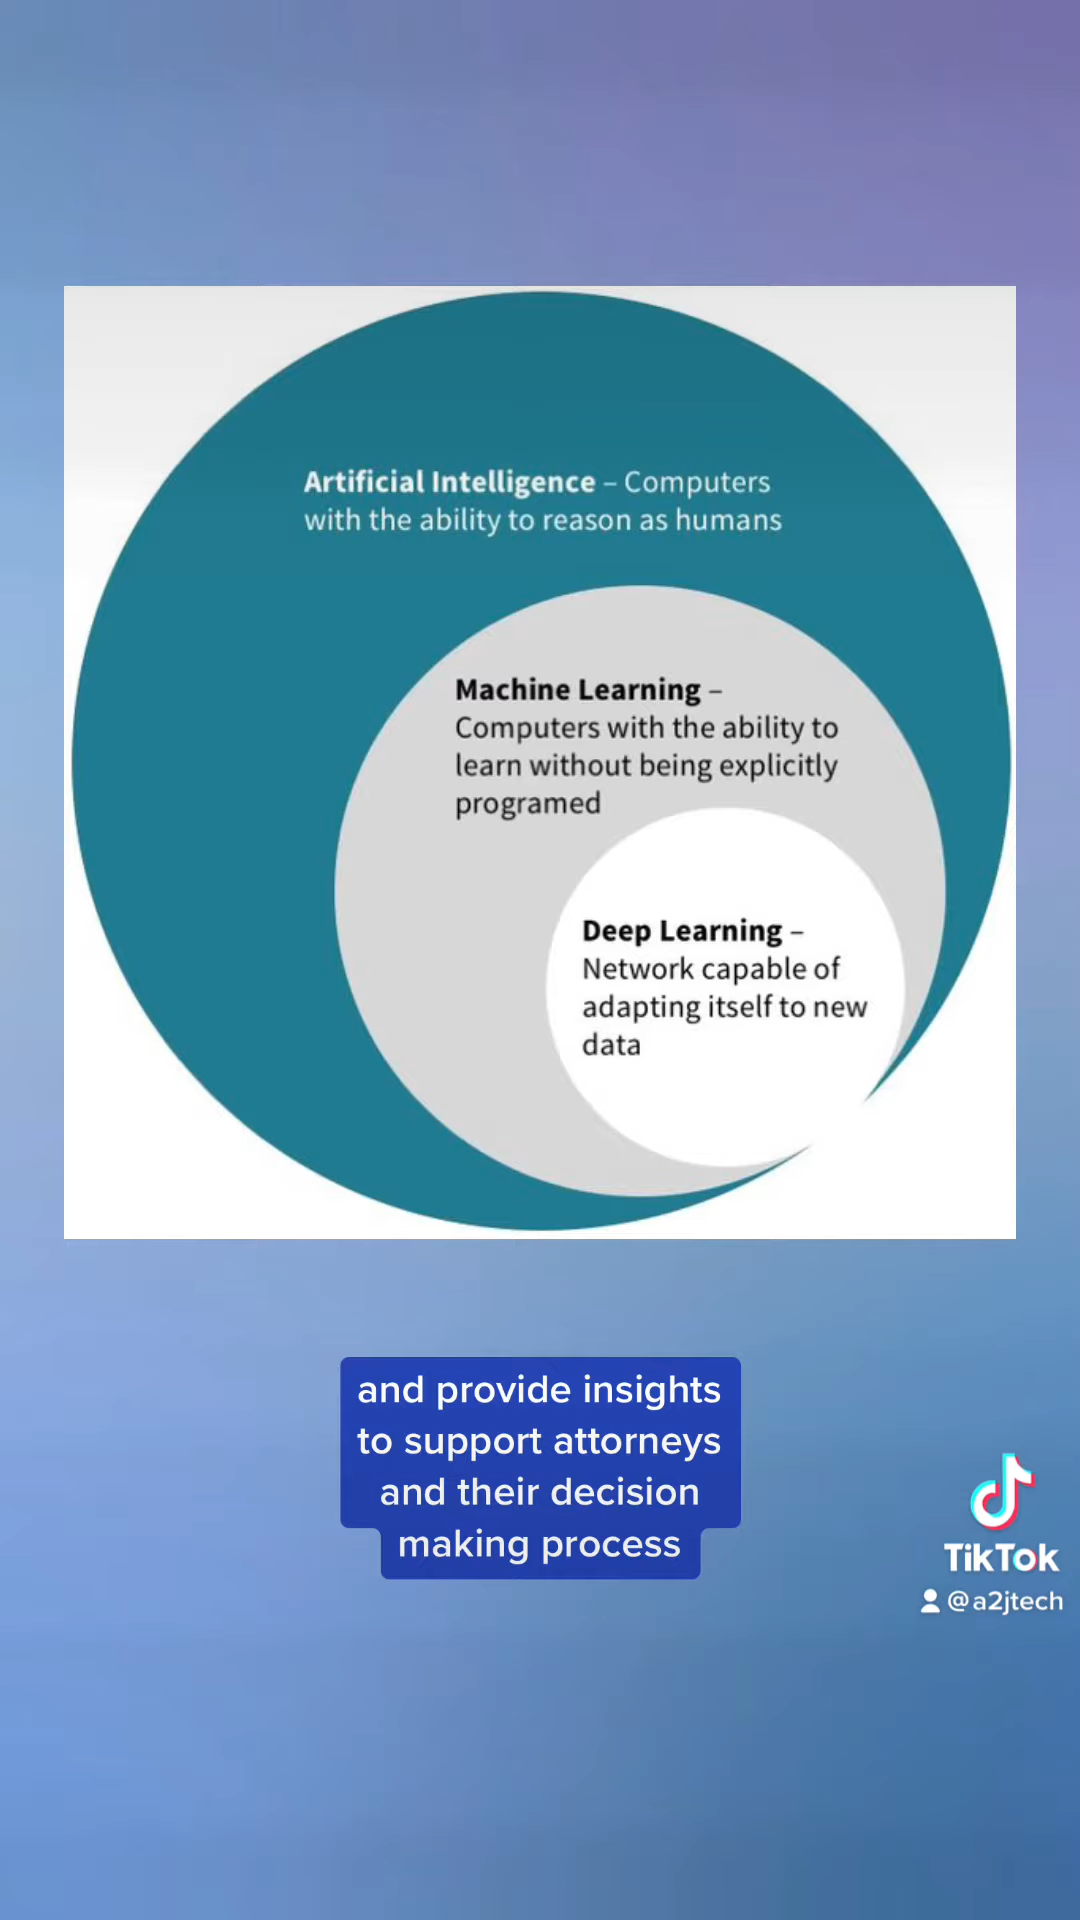 Artificial Intelligence – Computers
with the ability to reason as humans
Machine Learning –
Computers with the ability to
learn without being explicitly
programed
Deep Learning –
Network capable of
adapting itself to new
data
and provide insights
to support attorneys
and their decision
making process
TikTok
@a2jtech